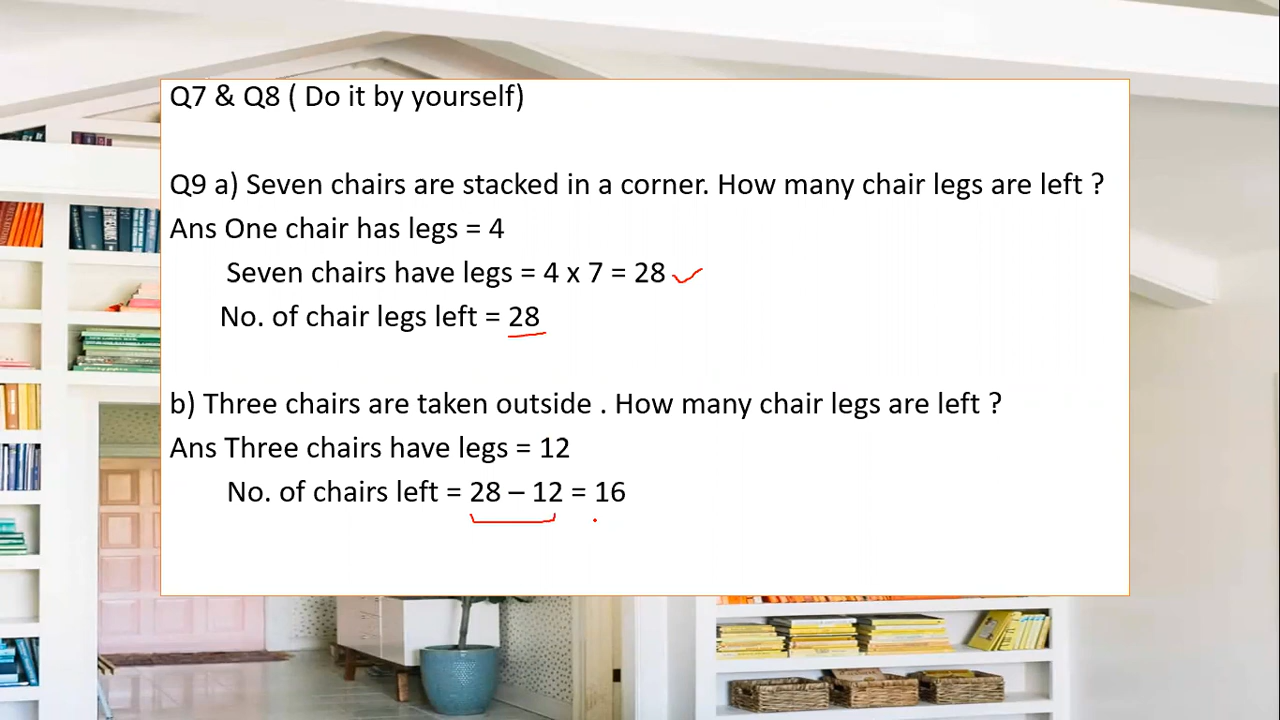 Q7 & Q8 ( Do it by yourself)
Q9 a) Seven chairs are stacked in a corner. How many chair legs are left ?
Ans One chair has legs = 4
Seven chairs have legs = 4 x 7 = 28
No. of chair legs left = 28
b) Three chairs are taken outside . How many chair legs are left ?
Ans Three chairs have legs = 12
No. of chairs left = 28 – 12 = 16